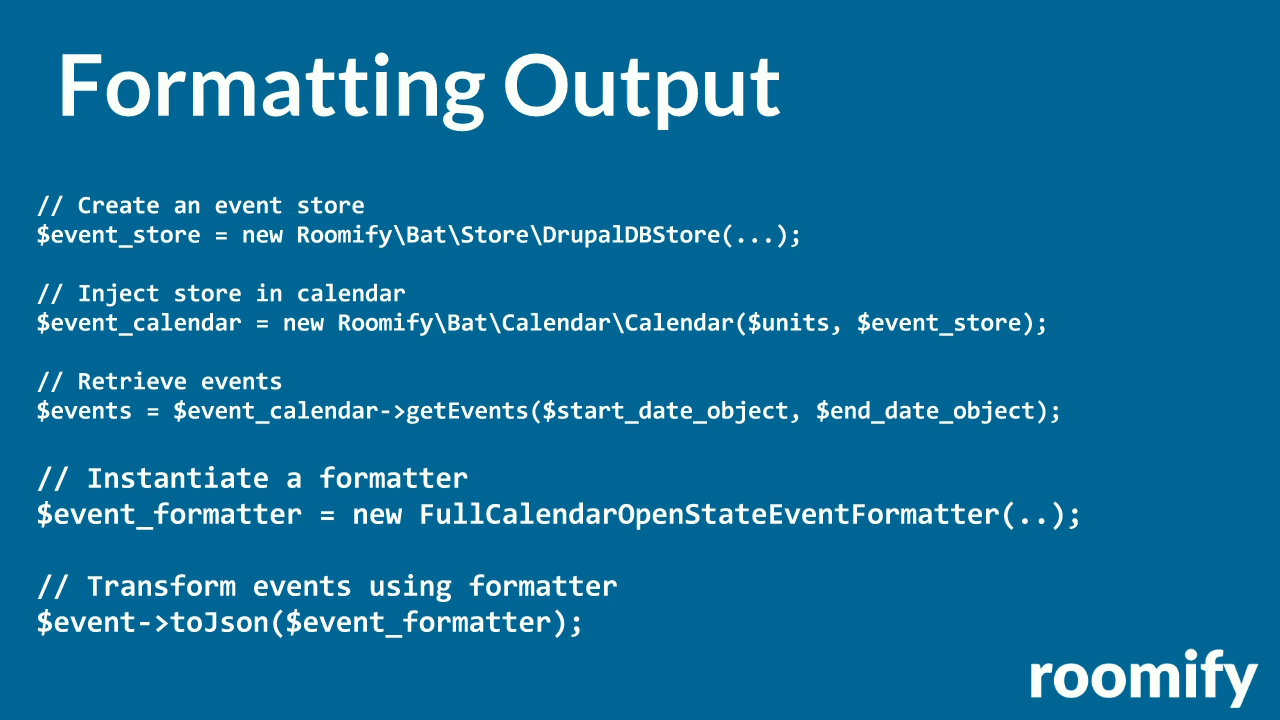 Formatting Output
// Create an event store
$event_store = new Roomify\Bat\Store\DrupalDBStore(...);
// Inject store in calendar
$event_calendar = new Roomify\Bat\Calendar\Calendar($units, $event_store);
// Retrieve events
$events = $event_calendar->getEvents($start_date_object, $end_date_object);
// Instantiate a formatter
$event_formatter = new FullCalendarOpenStateEventFormatter(..);
// Transform events using formatter
$event->toJson($event_formatter);
roomify